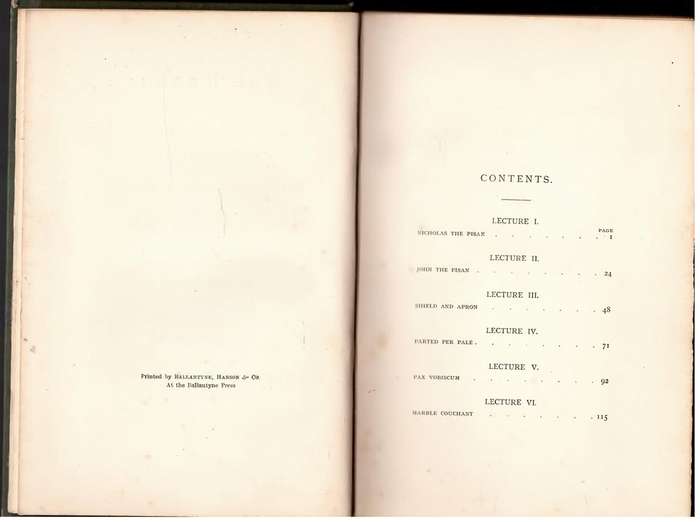 Printed by BALLANTYNE, HANSON & CO.
At the Ballantyne Press
CONTENTS.
LECTURE I.
PAGE
NICHOLAS THE PISAN . . . . . . . 1
LECTURE II.
JOHN THE PISAN . . . . . . . . 24
LECTURE III.
SHIELD AND APRON . . . . . . . 48
LECTURE IV.
PARTED PER PALE . . . . . . . . 71
LECTURE V.
PAX VOBISCUM . . . . . . . . 92
LECTURE VI.
MARBLE COUCHANT . . . . . . . 115